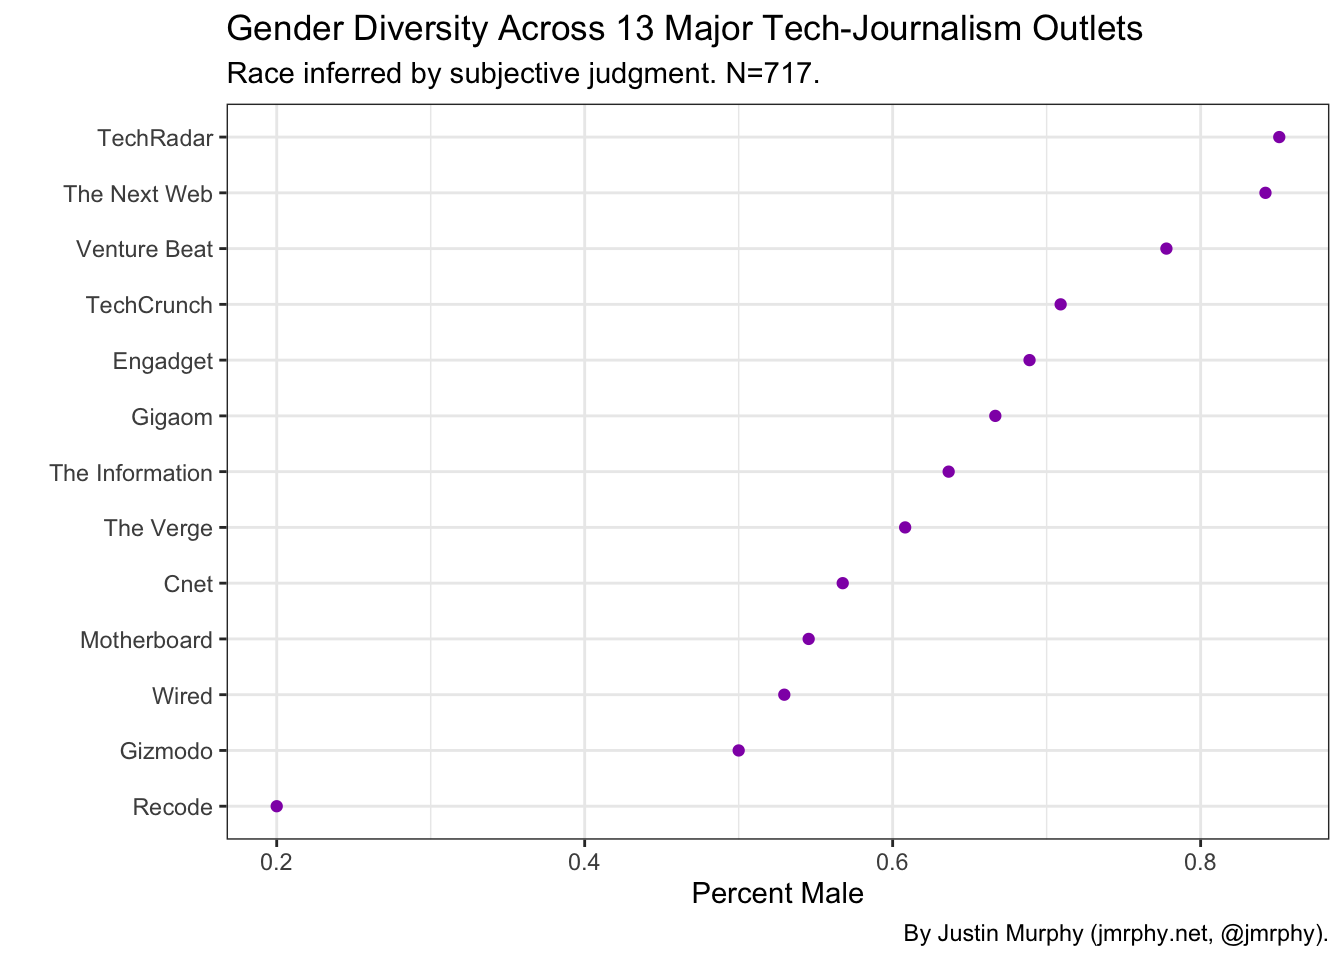 Gender Diversity Across 13 Major Tech-Journalism Outlets
Race inferred by subjective judgment. N=717.
TechRadar
The Next Web
Venture Beat
TechCrunch
Engadget
Gigaom
The Information
The Verge
Cnet
Motherboard
Wired
Gizmodo
Recode
0.2 0.4 0.6 0.8
Percent Male
By Justin Murphy (jmrphy.net, @jmrphy).